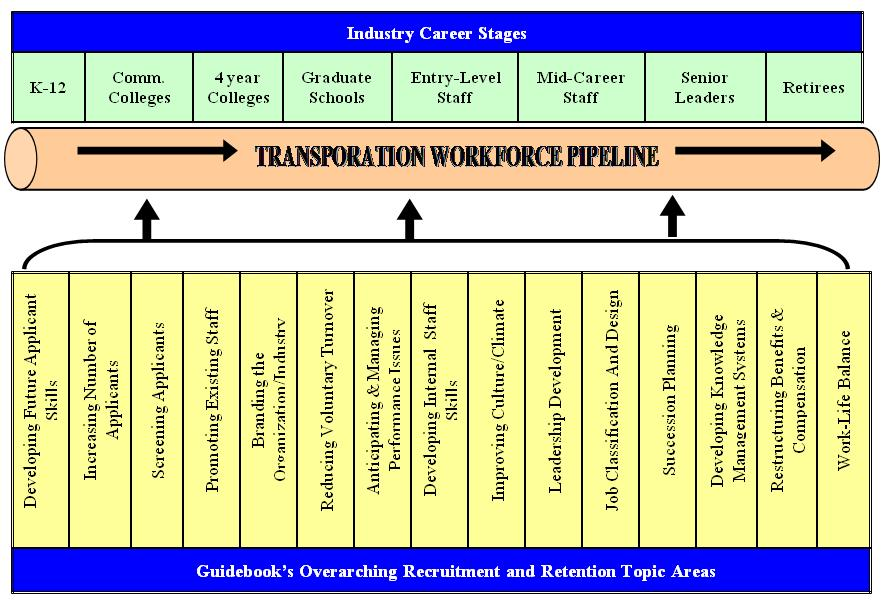 Industry Career Stages
K-12
Comm.
Colleges
4 year
Colleges
Graduate
Schools
Entry-Level
Staff
Mid-Career
Staff
Senior
Leaders
Retirees
TRANSPORATION WORKFORCE PIPELINE
Developing Future Applicant
Skills
Increasing Number of
Applicants
Screening Applicants
Promoting Existing Staff
Branding the
Organization/Industry
Reducing Voluntary Turnover
Anticipating & Managing
Performance Issues
Developing Internal Staff
Skills
Improving Culture/Climate
Leadership Development
Job Classification And Design
Succession Planning
Developing Knowledge
Management Systems
Restructuring Benefits &
Compensation
Work-Life Balance
Guidebook's Overarching Recruitment and Retention Topic Areas